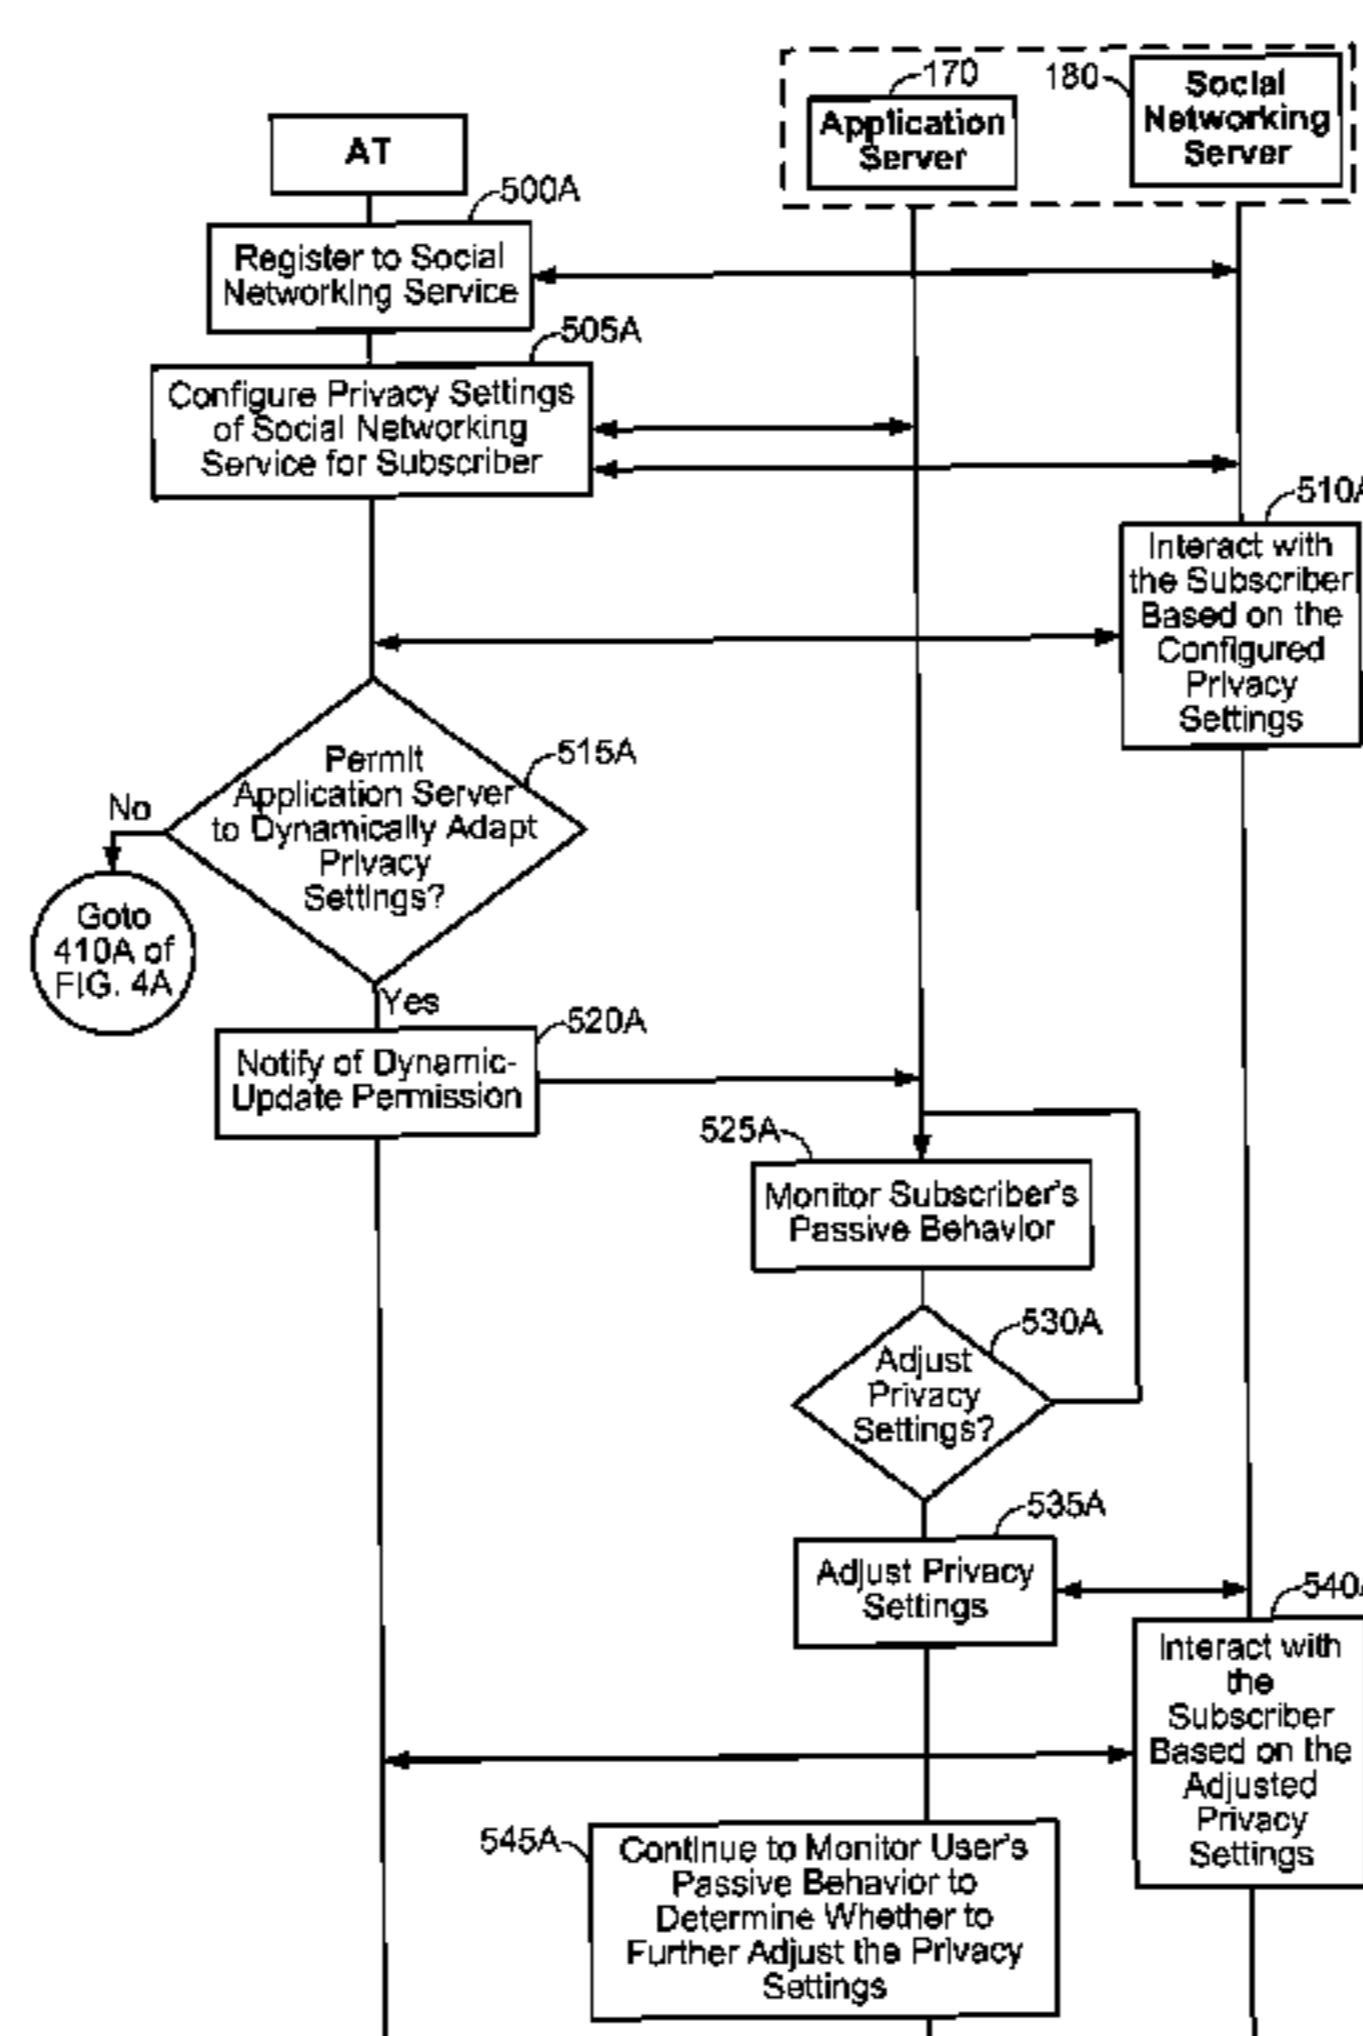 170
180
Social
Networking
Server
Application
Server
AT
500A
Register to Social
Networking Service
505A
Configure Privacy Settings
of Social Networking
Service for Subscriber
510A
Interact with
the Subscriber
Based on the
Configured
Privacy
Settings
515A
Permit
Application Server
to Dynamically Adapt
Privacy
Settings?
No
Goto
410A of
FIG. 4A
Yes
520A
Notify of Dynamic-
Update Permission
525A
Monitor Subscriber's
Passive Behavior
530A
Adjust
Privacy
Settings?
535A
Adjust Privacy
Settings
540A
Interact with
the
Subscriber
Based on the
Adjusted
Privacy
Settings
545A
Continue to Monitor User's
Passive Behavior to
Determine Whether to
Further Adjust the Privacy
Settings